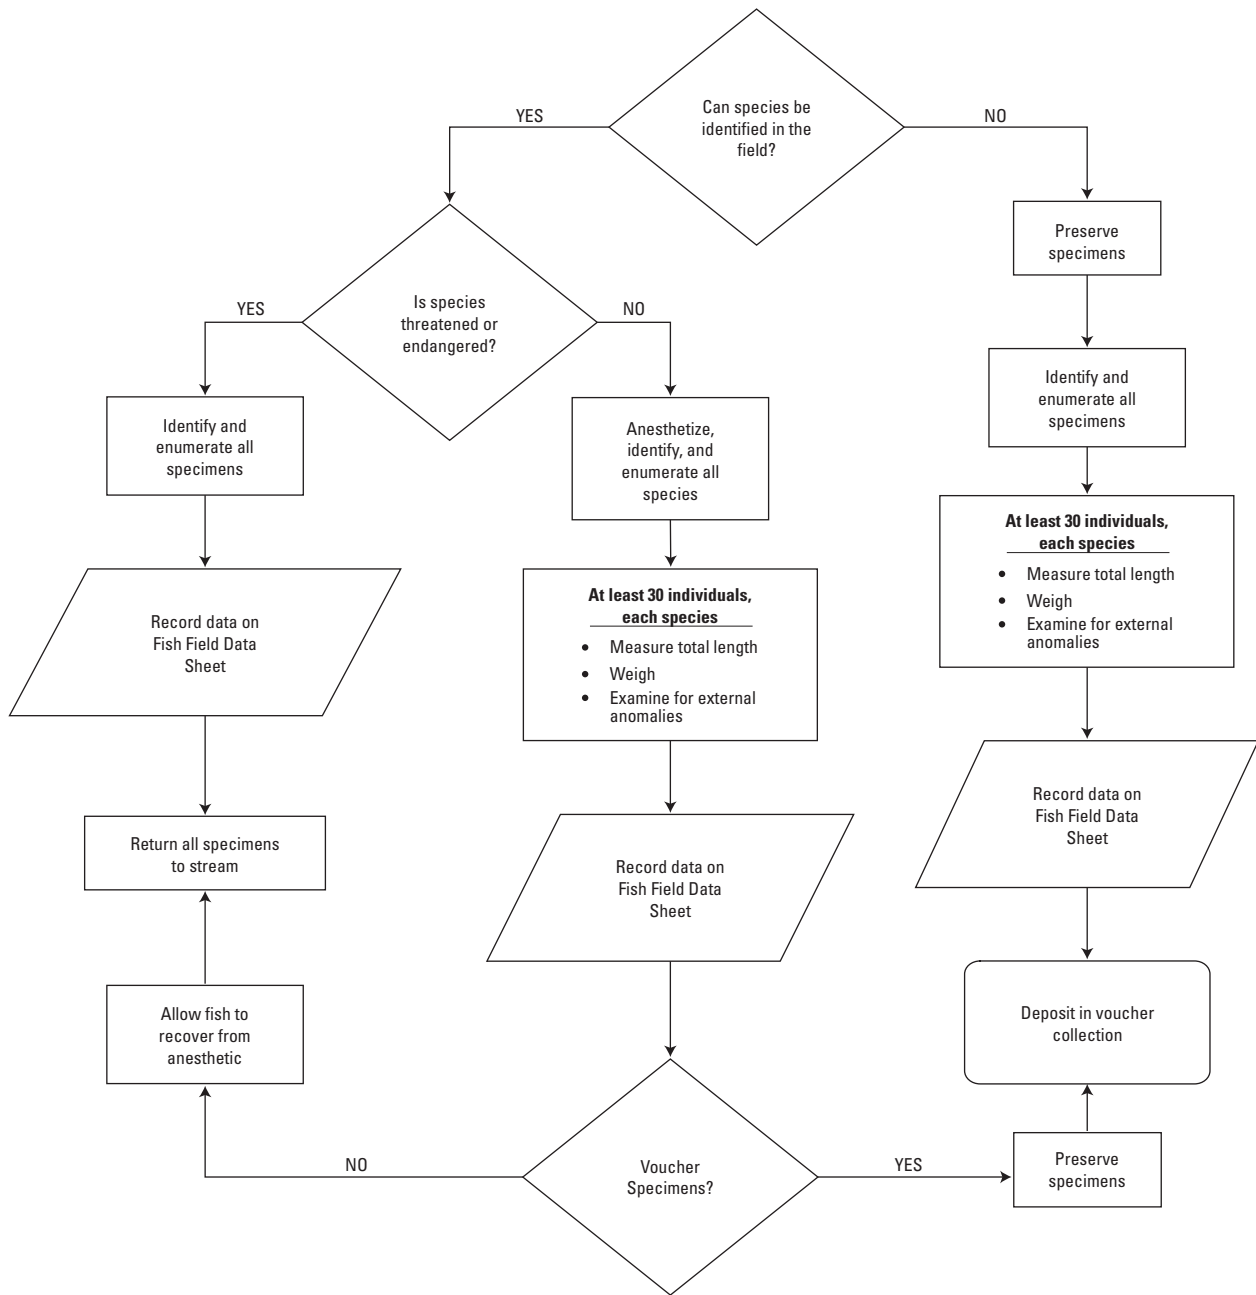 Can species be
identified in the
field?
YES
NO
Is species
threatened or
endangered?
YES
NO
Preserve
specimens
Identify and
enumerate all
specimens
Anesthetize,
identify, and
enumerate all
species
Identify and
enumerate all
specimens
Record data on
Fish Field Data
Sheet
At least 30 individuals,
each species
• Measure total length
• Weigh
• Examine for external
anomalies
At least 30 individuals,
each species
• Measure total length
• Weigh
• Examine for external
anomalies
Return all specimens
to stream
Record data on
Fish Field Data
Sheet
Record data on
Fish Field Data
Sheet
Allow fish to
recover from
anesthetic
Deposit in voucher
collection
NO
Voucher
Specimens?
YES
Preserve
specimens